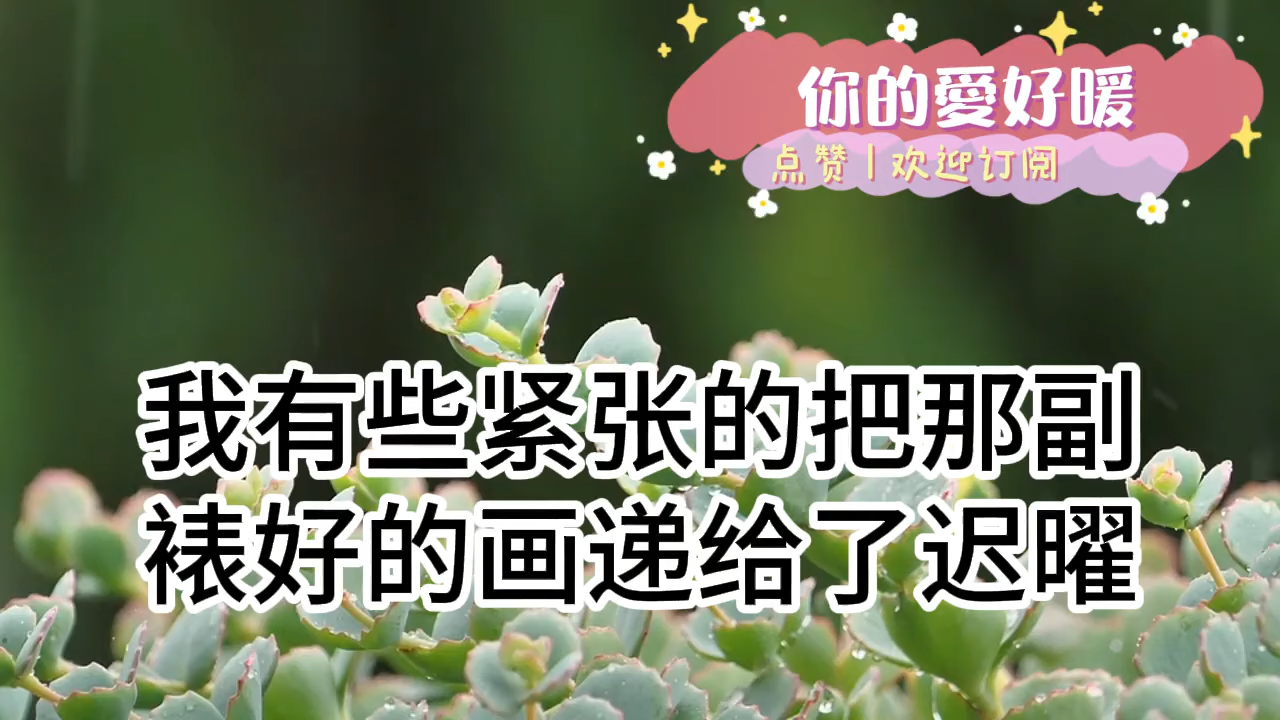 你的愛好暖
点赞|欢迎订阅
我有些紧张的把那副
裱好的画递给了迟曜